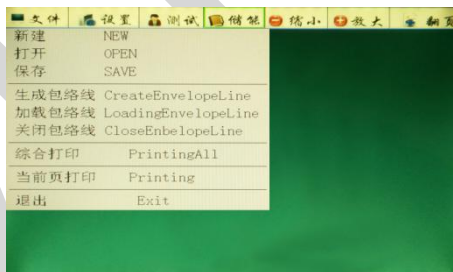 文件 设置 测试 储能 缩小 放大 翻页
新建 NEW
打开 OPEN
保存 SAVE
生成包络线 CreateEnvelopeLine
加载包络线 LoadingEnvelopeLine
关闭包络线 CloseEnbelopeLine
综合打印 PrintingAll
当前页打印 Printing
退出 Exit